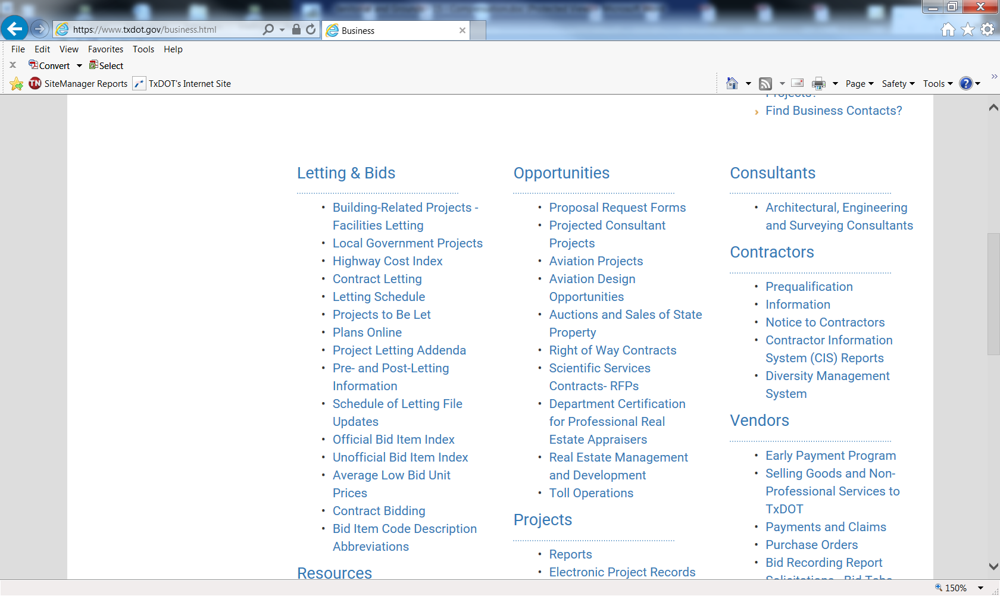 https://www.txdot.gov/business.html
Business
File Edit View Favorites Tools Help
Convert Select
TN SiteManager Reports TxDOT's Internet Site
Page Safety Tools
Projects?
Find Business Contacts?
Letting & Bids
Building-Related Projects -
Facilities Letting
Local Government Projects
Highway Cost Index
Contract Letting
Letting Schedule
Projects to Be Let
Plans Online
Project Letting Addenda
Pre- and Post-Letting
Information
Schedule of Letting File
Updates
Official Bid Item Index
Unofficial Bid Item Index
Average Low Bid Unit
Prices
Contract Bidding
Bid Item Code Description
Abbreviations
Resources
Opportunities
Proposal Request Forms
Projected Consultant
Projects
Aviation Projects
Aviation Design
Opportunities
Auctions and Sales of State
Property
Right of Way Contracts
Scientific Services
Contracts- RFPs
Department Certification
for Professional Real
Estate Appraisers
Real Estate Management
and Development
Toll Operations
Projects
Reports
Electronic Project Records
Consultants
Architectural, Engineering
and Surveying Consultants
Contractors
Prequalification
Information
Notice to Contractors
Contractor Information
System (CIS) Reports
Diversity Management
System
Vendors
Early Payment Program
Selling Goods and Non-
Professional Services to
TxDOT
Payments and Claims
Purchase Orders
Bid Recording Report
Solicitations - Bid Tabs
150%